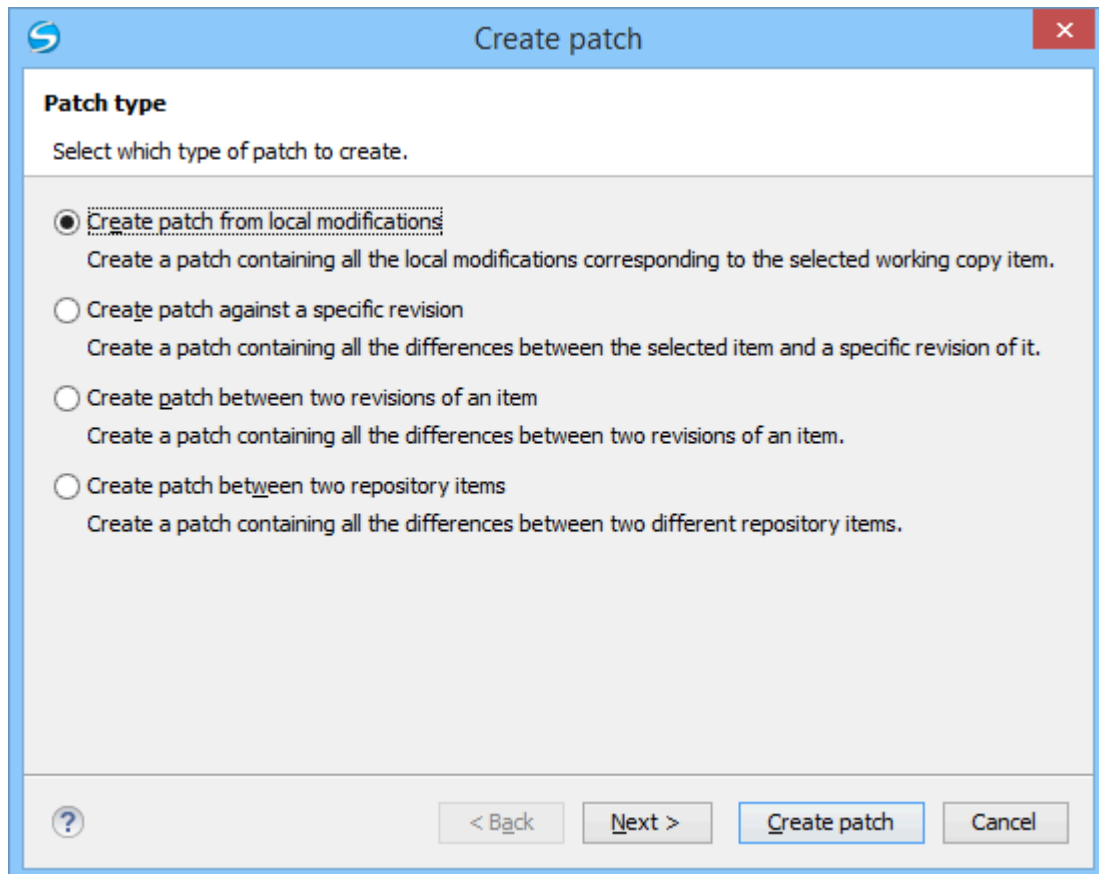 Create patch
Patch type
Select which type of patch to create.
Create patch from local modifications
Create a patch containing all the local modifications corresponding to the selected working copy item.
Create patch against a specific revision
Create a patch containing all the differences between the selected item and a specific revision of it.
Create patch between two revisions of an item
Create a patch containing all the differences between two revisions of an item.
Create patch between two repository items
Create a patch containing all the differences between two different repository items.
? < Back Next > Create patch Cancel